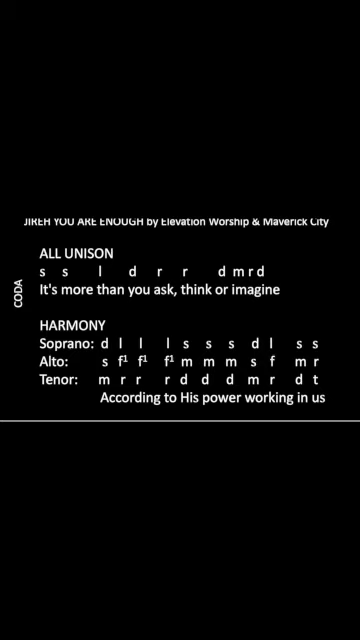 JIREH YOU ARE ENOUGH by Elevation Worship & Maverick City
CODA
ALL UNISON
s s l d r r d m r d
It's more than you ask, think or imagine
HARMONY
Soprano: d l l l s s s d l s s
Alto: s f¹ f¹ f¹ m m m s f m r
Tenor: m r r r d d d m r d t
According to His power working in us